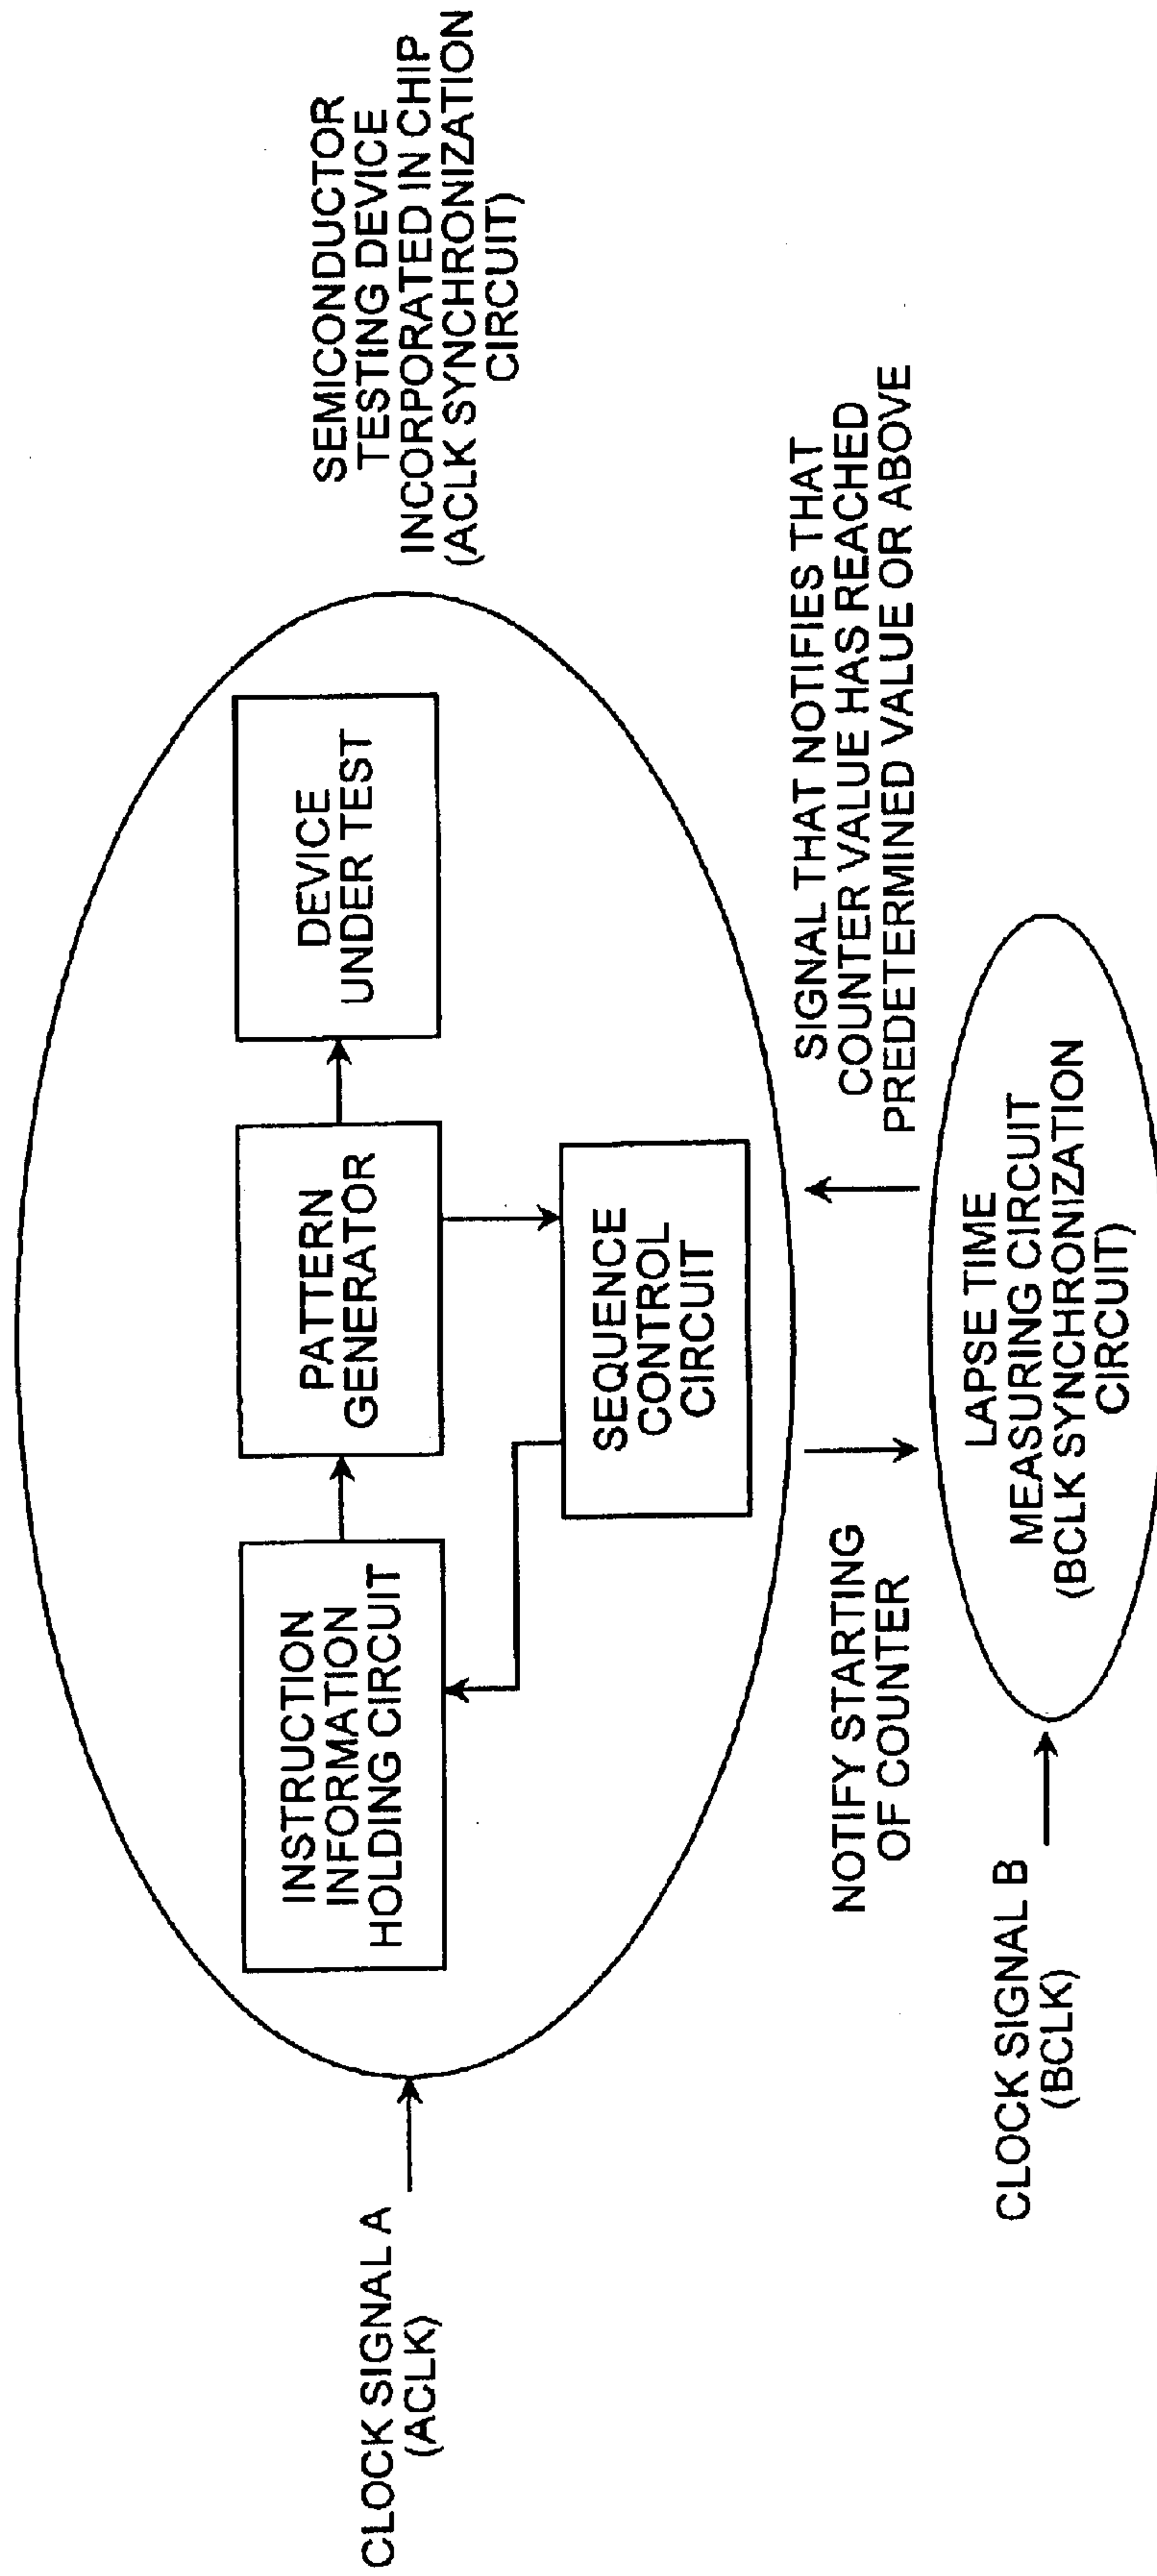 SEMICONDUCTOR
TESTING DEVICE
INCORPORATED IN CHIP
(ACLK SYNCHRONIZATION
CIRCUIT)
CLOCK SIGNAL A
(ACLK)
INSTRUCTION
INFORMATION
HOLDING CIRCUIT
PATTERN
GENERATOR
DEVICE
UNDER TEST
SEQUENCE
CONTROL
CIRCUIT
NOTIFY STARTING
OF COUNTER
SIGNAL THAT NOTIFIES THAT
COUNTER VALUE HAS REACHED
PREDETERMINED VALUE OR ABOVE
CLOCK SIGNAL B
(BCLK)
LAPSE TIME
MEASURING CIRCUIT
(BCLK SYNCHRONIZATION
CIRCUIT)